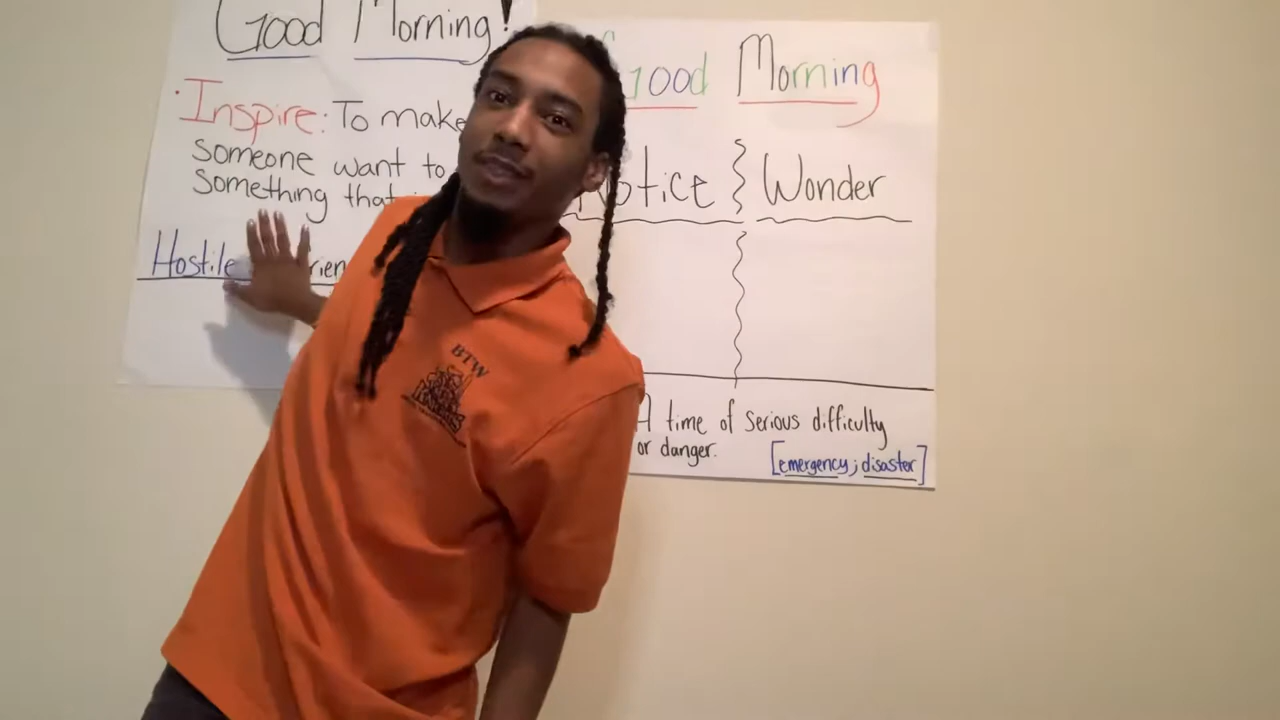 Good Morning!
· Inspire: To make
someone want to
something that
Hostile
Good Morning
Notice Wonder
A time of serious difficulty
or danger.
[emergency; disaster]
BTW